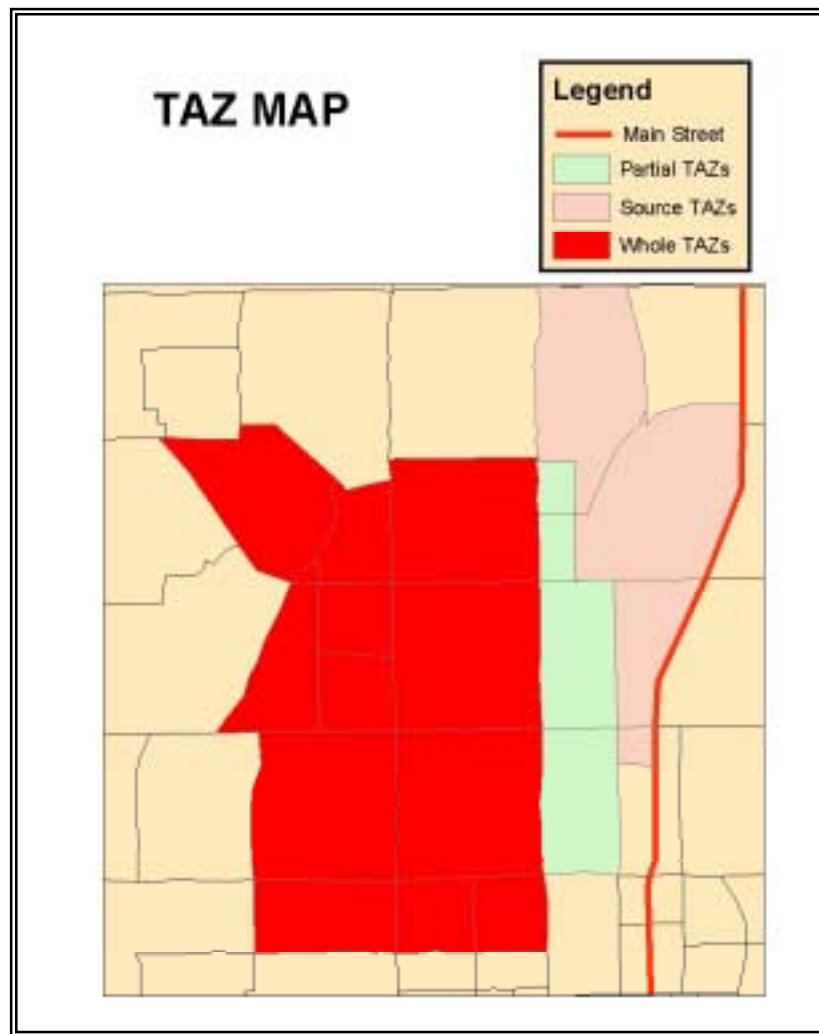 TAZ MAP
Legend
Main Street
Partial TAZs
Source TAZs
Whole TAZs